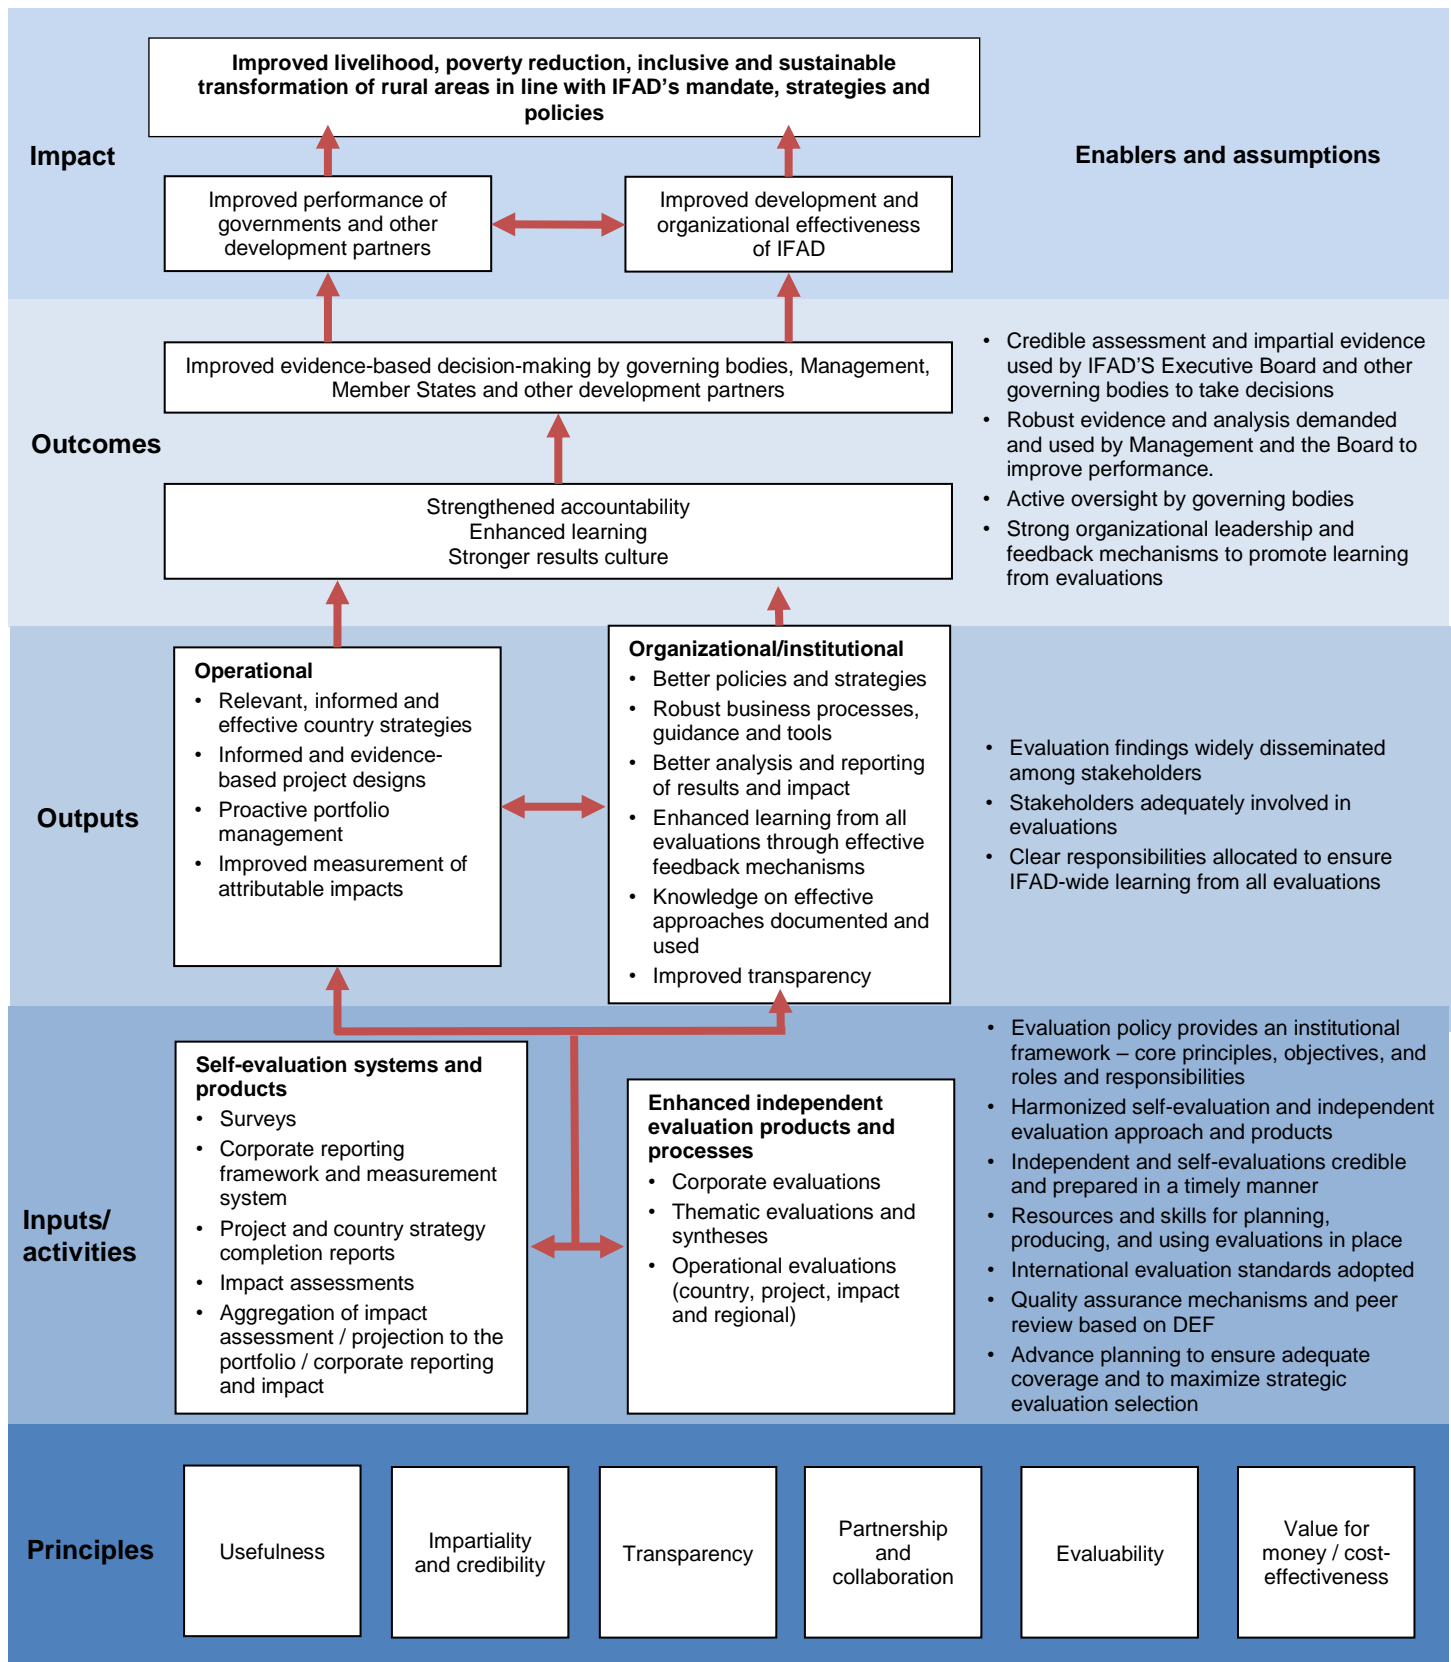 Improved livelihood, poverty reduction, inclusive and sustainable
transformation of rural areas in line with IFAD's mandate, strategies and
policies
Impact
Enablers and assumptions
Improved performance of
governments and other
development partners
Improved development and
organizational effectiveness
of IFAD
Improved evidence-based decision-making by governing bodies, Management,
Member States and other development partners
Outcomes
Strengthened accountability
Enhanced learning
Stronger results culture
• Credible assessment and impartial evidence
used by IFAD'S Executive Board and other
governing bodies to take decisions
• Robust evidence and analysis demanded
and used by Management and the Board to
improve performance.
• Active oversight by governing bodies
• Strong organizational leadership and
feedback mechanisms to promote learning
from evaluations
Outputs
Operational
• Relevant, informed and
effective country strategies
• Informed and evidence-
based project designs
• Proactive portfolio
management
• Improved measurement of
attributable impacts
Organizational/institutional
• Better policies and strategies
• Robust business processes,
guidance and tools
• Better analysis and reporting
of results and impact
• Enhanced learning from all
evaluations through effective
feedback mechanisms
• Knowledge on effective
approaches documented and
used
• Improved transparency
• Evaluation findings widely disseminated
among stakeholders
• Stakeholders adequately involved in
evaluations
• Clear responsibilities allocated to ensure
IFAD-wide learning from all evaluations
Inputs/
activities
Self-evaluation systems and
products
• Surveys
• Corporate reporting
framework and measurement
system
• Project and country strategy
completion reports
• Impact assessments
• Aggregation of impact
assessment / projection to the
portfolio / corporate reporting
and impact
Enhanced independent
evaluation products and
processes
• Corporate evaluations
• Thematic evaluations and
syntheses
• Operational evaluations
(country, project, impact
and regional)
• Evaluation policy provides an institutional
framework – core principles, objectives, and
roles and responsibilities
• Harmonized self-evaluation and independent
evaluation approach and products
• Independent and self-evaluations credible
and prepared in a timely manner
• Resources and skills for planning,
producing, and using evaluations in place
• International evaluation standards adopted
• Quality assurance mechanisms and peer
review based on DEF
• Advance planning to ensure adequate
coverage and to maximize strategic
evaluation selection
Principles
Usefulness
Impartiality
and credibility
Transparency
Partnership
and
collaboration
Evaluability
Value for
money / cost-
effectiveness